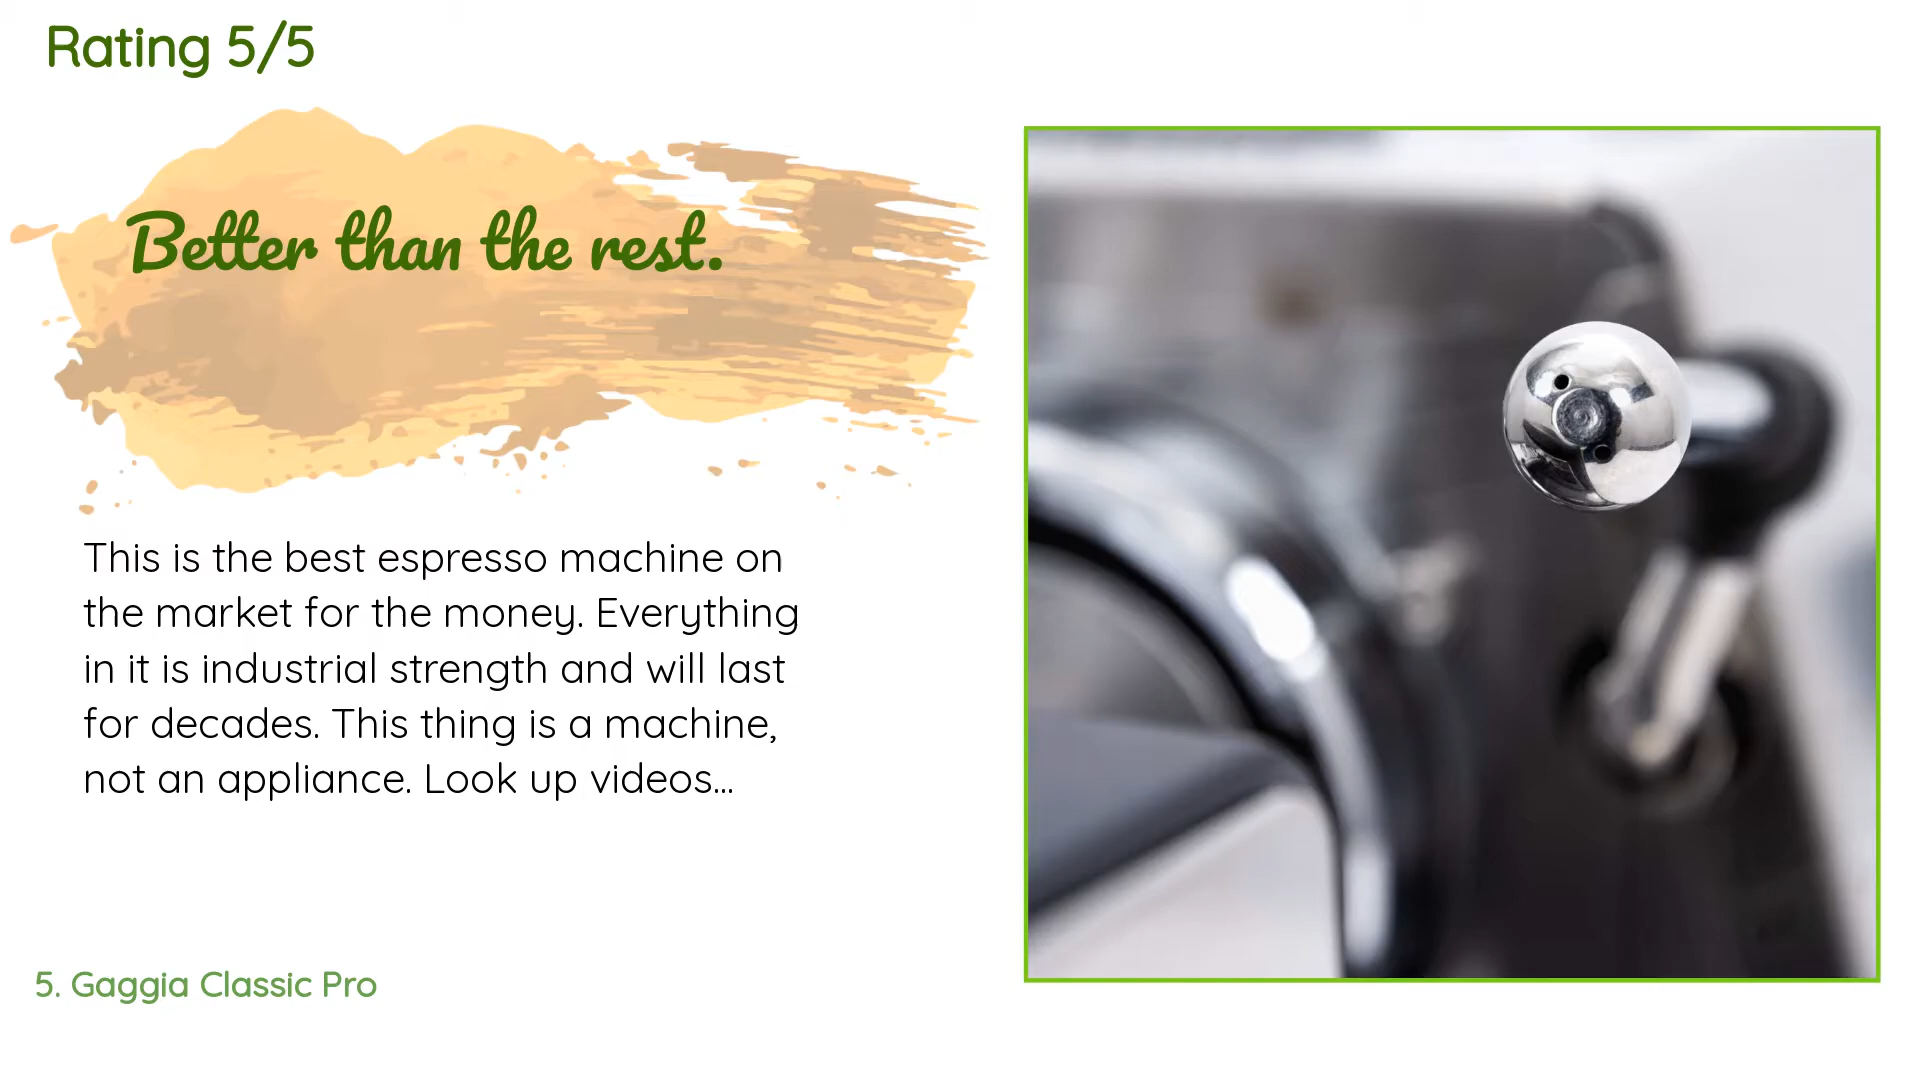 Rating 5/5
Better than the rest.
This is the best espresso machine on
the market for the money. Everything
in it is industrial strength and will last
for decades. This thing is a machine,
not an appliance. Look up videos...
5. Gaggia Classic Pro